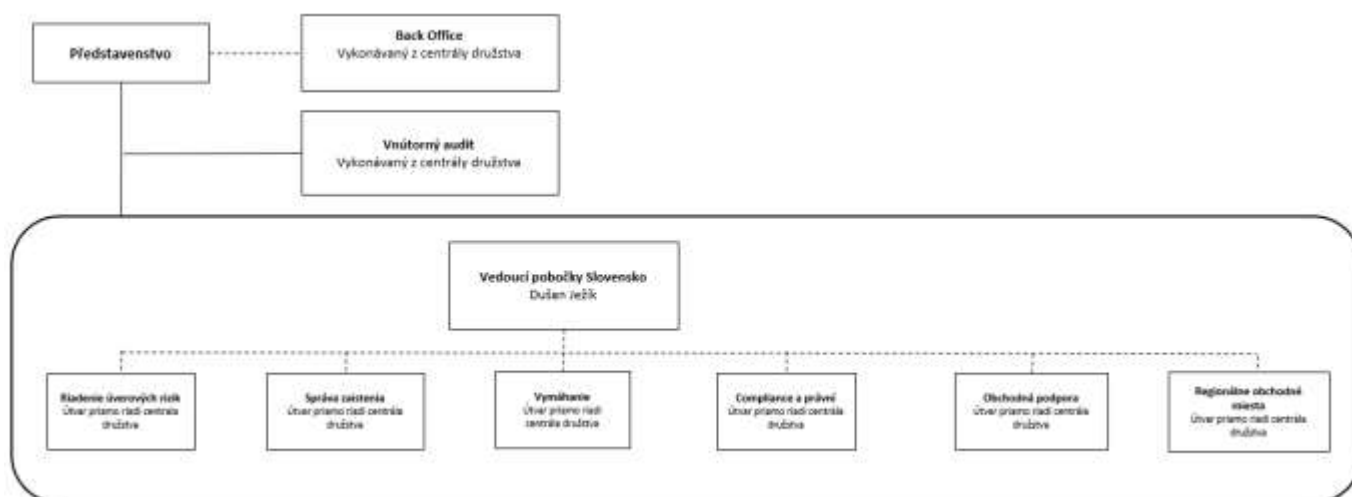 Back Office
Představenstvo
Vykonávaný z centrály družstva
Vnútorný audit
Vykonávaný z centrály družstva
Vedoucí pobočky Slovensko
Dušan Ježík
Riadenie úverových rizik
Útvar priamo riadi centrála
družstva
Správa zaistenia
Útvar priamo riadi centrála
družstva
Vymáhanie
Útvar priamo riadi
centrála družstva
Compliance a právní
Útvar priamo riadi centrála
družstva
Obchodná podpora
Útvar priamo riadi centrála
družstva
Regionálne obchodné
miesta
Útvar priamo riadi centrála
družstva